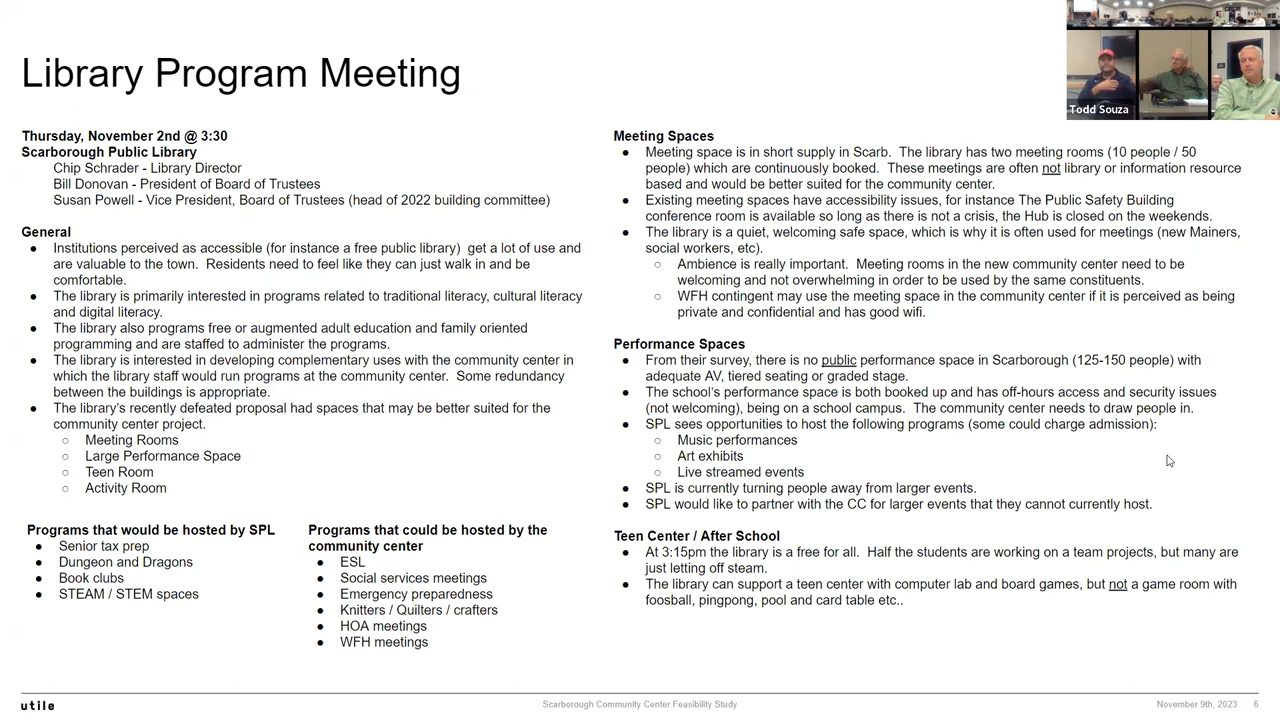 Library Program Meeting
Thursday, November 2nd @ 3:30
Scarborough Public Library
Chip Schrader - Library Director
Bill Donovan - President of Board of Trustees
Susan Powell - Vice President, Board of Trustees (head of 2022 building committee)
General
● Institutions perceived as accessible (for instance a free public library)  get a lot of use and
are valuable to the town.  Residents need to feel like they can just walk in and be
comfortable.
● The library is primarily interested in programs related to traditional literacy, cultural literacy
and digital literacy.
● The library also programs free or augmented adult education and family oriented
programming and are staffed to administer the programs.
● The library is interested in developing complementary uses with the community center in
which the library staff would run programs at the community center.  Some redundancy
between the buildings is appropriate.
● The library's recently defeated proposal had spaces that may be better suited for the
community center project.
○ Meeting Rooms
○ Large Performance Space
○ Teen Room
○ Activity Room
Programs that would be hosted by SPL
● Senior tax prep
● Dungeon and Dragons
● Book clubs
● STEAM / STEM spaces
Programs that could be hosted by the
community center
● ESL
● Social services meetings
● Emergency preparedness
● Knitters / Quilters / crafters
● HOA meetings
● WFH meetings
Meeting Spaces
● Meeting space is in short supply in Scarb.  The library has two meeting rooms (10 people / 50
people) which are continuously booked.  These meetings are often not library or information resource
based and would be better suited for the community center.
● Existing meeting spaces have accessibility issues, for instance The Public Safety Building
conference room is available so long as there is not a crisis, the Hub is closed on the weekends.
● The library is a quiet, welcoming safe space, which is why it is often used for meetings (new Mainers,
social workers, etc).
○ Ambience is really important.  Meeting rooms in the new community center need to be
welcoming and not overwhelming in order to be used by the same constituents.
○ WFH contingent may use the meeting space in the community center if it is perceived as being
private and confidential and has good wifi.
Performance Spaces
● From their survey, there is no public performance space in Scarborough (125-150 people) with
adequate AV, tiered seating or graded stage.
● The school's performance space is both booked up and has off-hours access and security issues
(not welcoming), being on a school campus.  The community center needs to draw people in.
● SPL sees opportunities to host the following programs (some could charge admission):
○ Music performances
○ Art exhibits
○ Live streamed events
● SPL is currently turning people away from larger events.
● SPL would like to partner with the CC for larger events that they cannot currently host.
Teen Center / After School
● At 3:15pm the library is a free for all.  Half the students are working on a team projects, but many are
just letting off steam.
● The library can support a teen center with computer lab and board games, but not a game room with
foosball, pingpong, pool and card table etc..
Todd Souza
utile
Scarborough Community Center Feasibility Study
November 9th, 2023 6